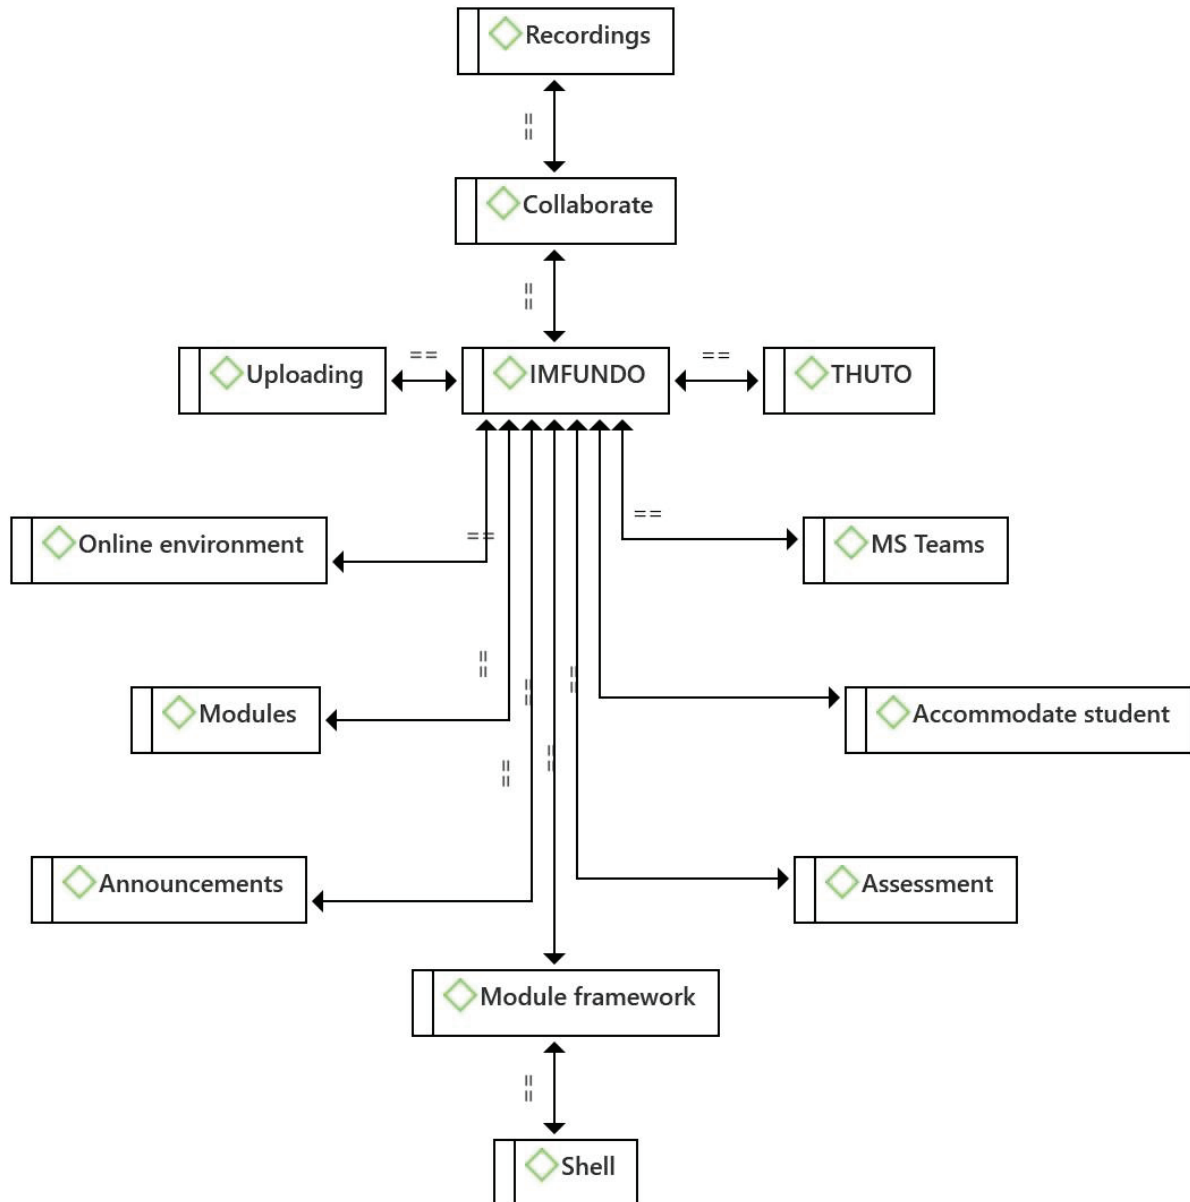 Recordings
==
Collaborate
==
Uploading
==
IMFUNDO
==
THUTO
Online environment
==
==
MS Teams
==
==
==
Modules
Accommodate student
==
==
Announcements
Assessment
Module framework
==
Shell